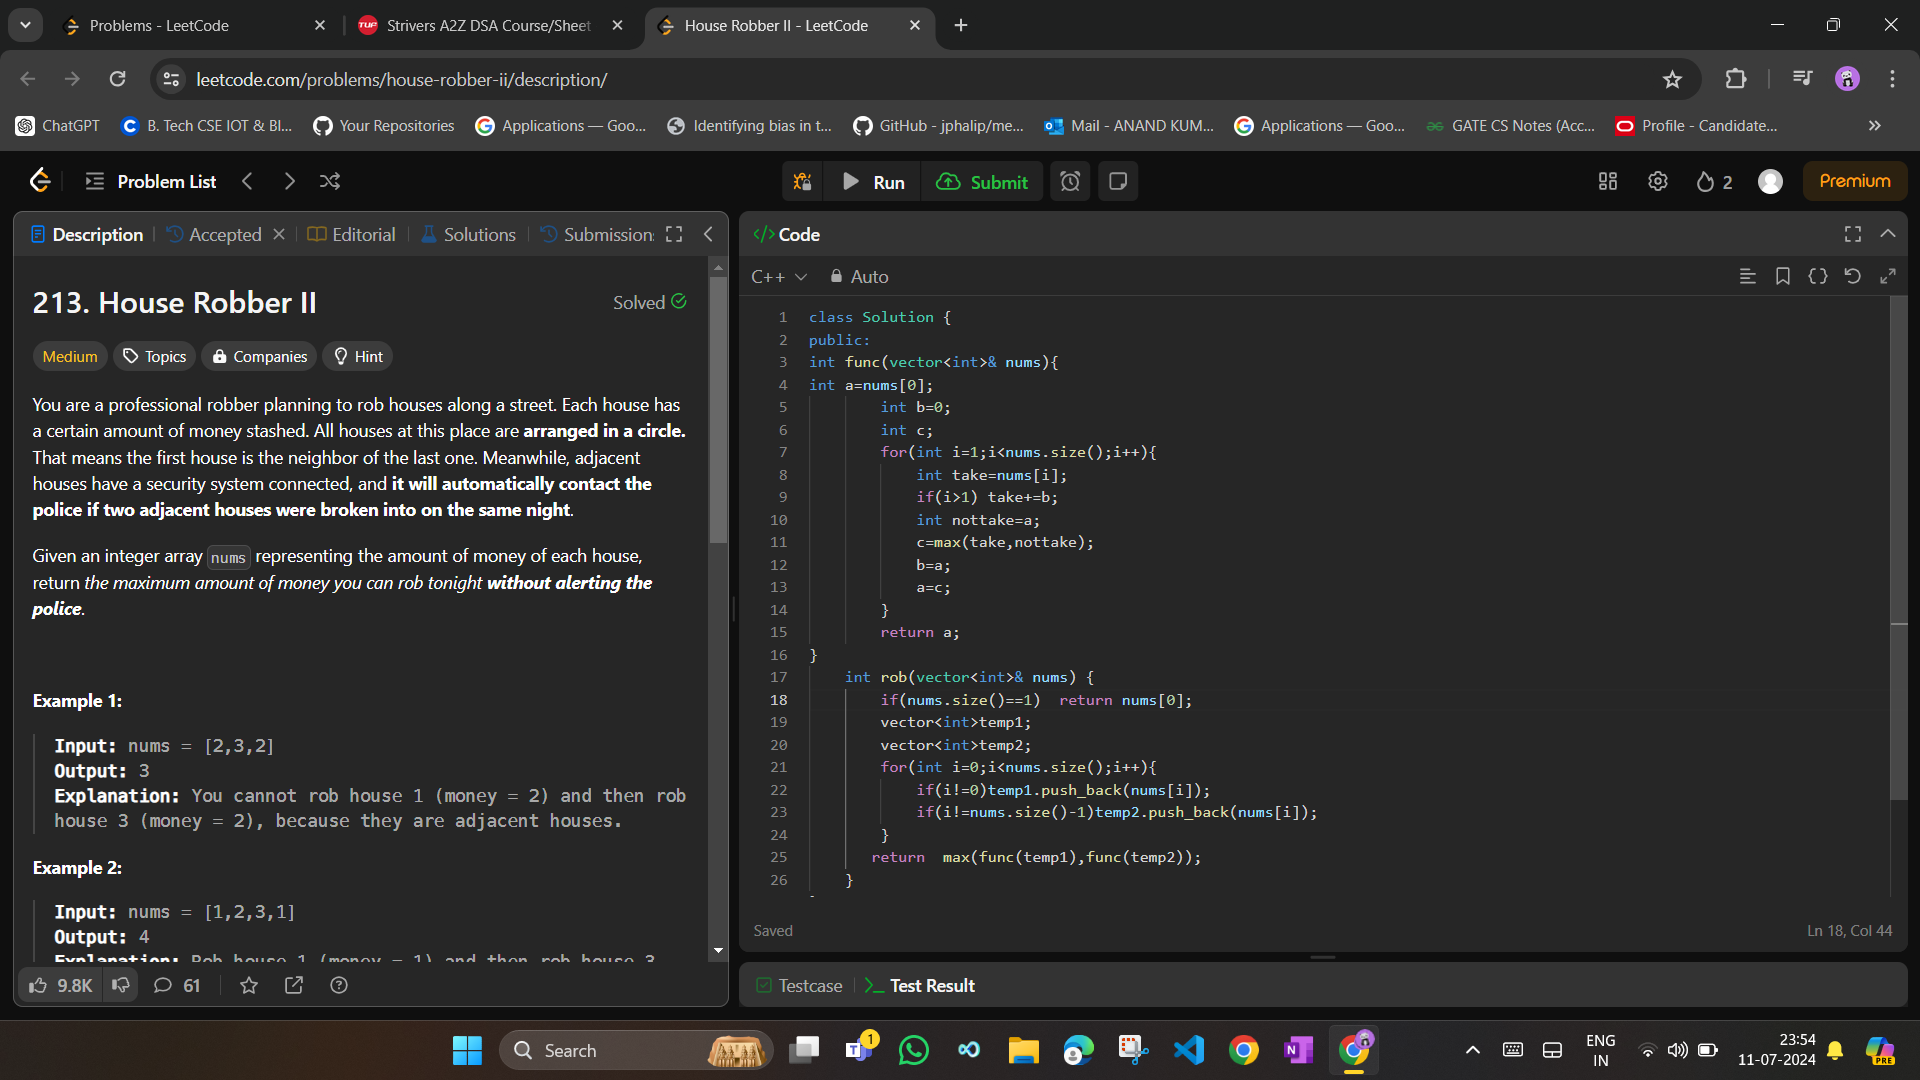 Problems - LeetCode
Strivers A2Z DSA Course/Sheet
House Robber II - LeetCode
leetcode.com/problems/house-robber-ii/description/
ChatGPT
B. Tech CSE IOT & BI...
Your Repositories
Applications — Goo...
Identifying bias in t...
GitHub - jphalip/me...
Mail - ANAND KUM...
Applications — Goo...
GATE CS Notes (Acc...
Profile - Candidate...
Problem List
Run
Submit
2
Premium
Description
Accepted
Editorial
Solutions
Submission
213. House Robber II
Solved
Medium
Topics
Companies
Hint
You are a professional robber planning to rob houses along a street. Each house has
a certain amount of money stashed. All houses at this place are arranged in a circle.
That means the first house is the neighbor of the last one. Meanwhile, adjacent
houses have a security system connected, and it will automatically contact the
police if two adjacent houses were broken into on the same night.
Given an integer array nums representing the amount of money of each house,
return the maximum amount of money you can rob tonight without alerting the
police.
Example 1:
Input: nums = [2,3,2]
Output: 3
Explanation: You cannot rob house 1 (money = 2) and then rob
house 3 (money = 2), because they are adjacent houses.
Example 2:
Input: nums = [1,2,3,1]
Output: 4
Explanation: Rob house 1 (money = 1) and then rob house 3
9.8K
61
</> Code
C++
Auto
1 class Solution {
2 public:
3 int func(vector<int>& nums){
4 int a=nums[0];
5 int b=0;
6 int c;
7 for(int i=1;i<nums.size();i++){
8 int take=nums[i];
9 if(i>1) take+=b;
10 int nottake=a;
11 c=max(take,nottake);
12 b=a;
13 a=c;
14 }
15 return a;
16 }
17 int rob(vector<int>& nums) {
18 if(nums.size()==1)  return nums[0];
19 vector<int>temp1;
20 vector<int>temp2;
21 for(int i=0;i<nums.size();i++){
22 if(i!=0)temp1.push_back(nums[i]);
23 if(i!=nums.size()-1)temp2.push_back(nums[i]);
24 }
25 return  max(func(temp1),func(temp2));
26 }
Saved
Ln 18, Col 44
Testcase
Test Result
TUF
Search
1
PRE
ENG
IN
23:54
11-07-2024